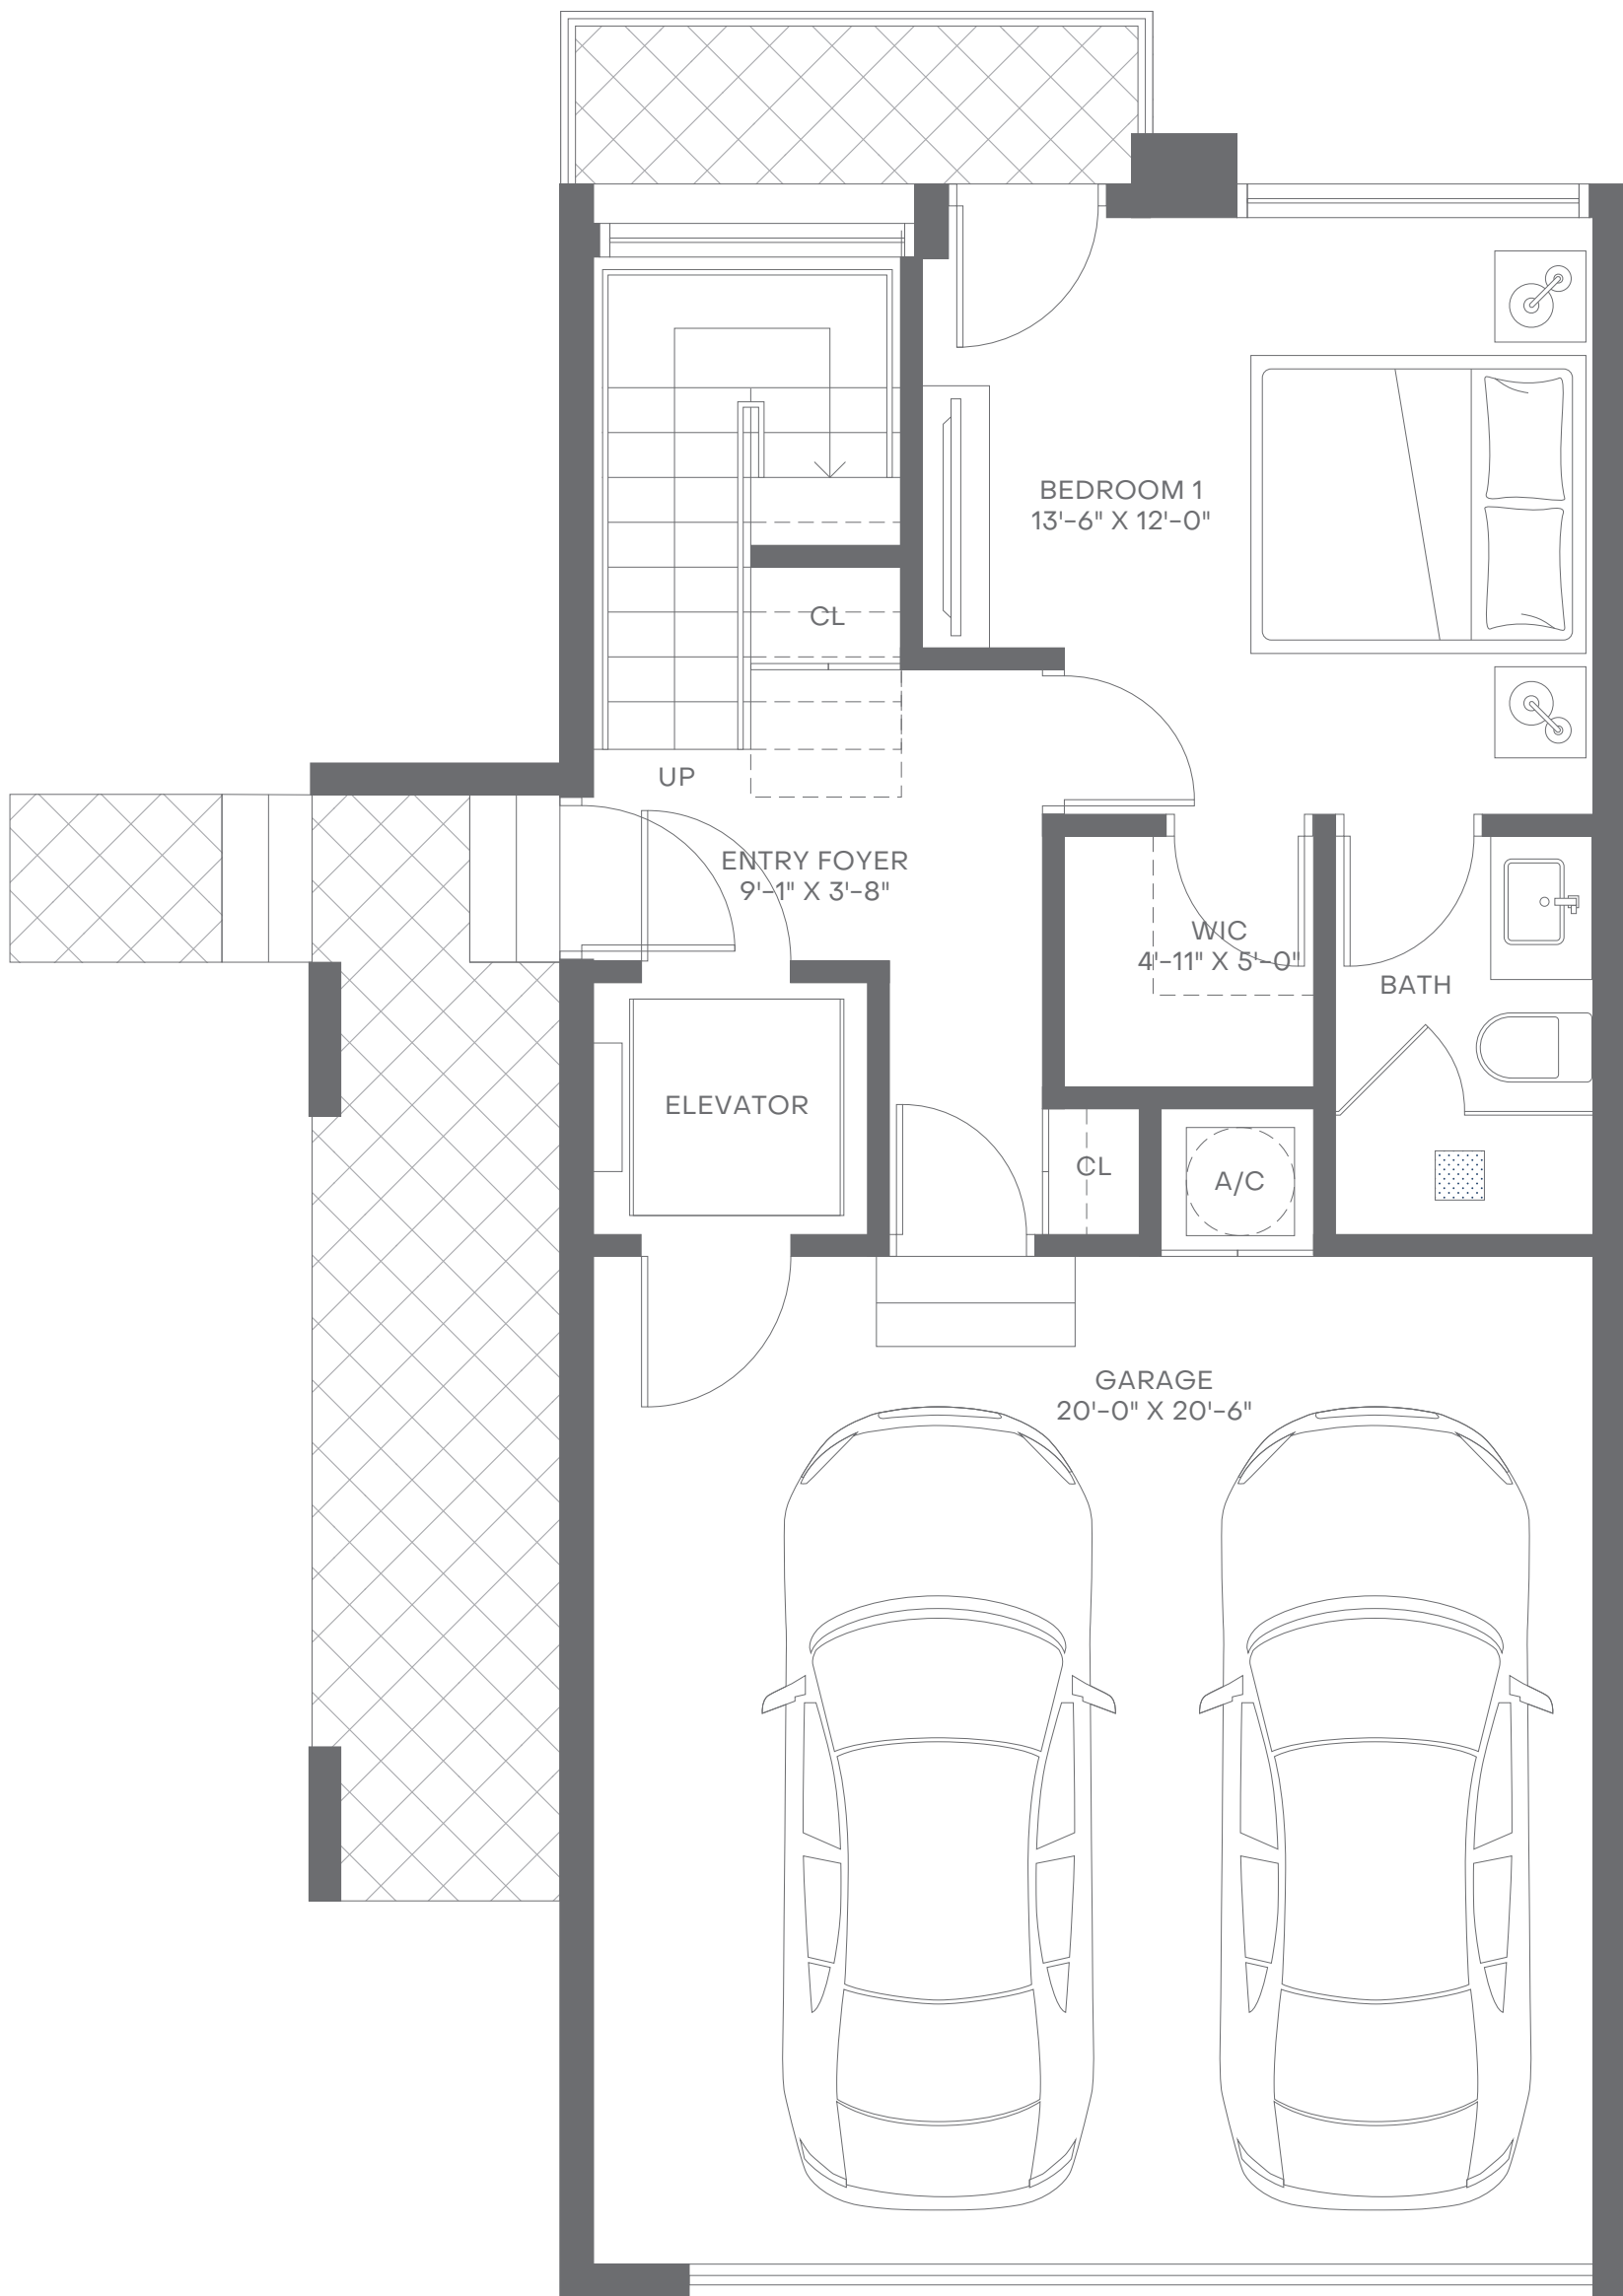 BEDROOM 1
13'-6" X 12'-0"
CL
UP
ENTRY FOYER
9'-1" X 3'-8"
WIC
4'-11" X 5'-0"
BATH
ELEVATOR
CL
A/C
GARAGE
20'-0" X 20'-6"